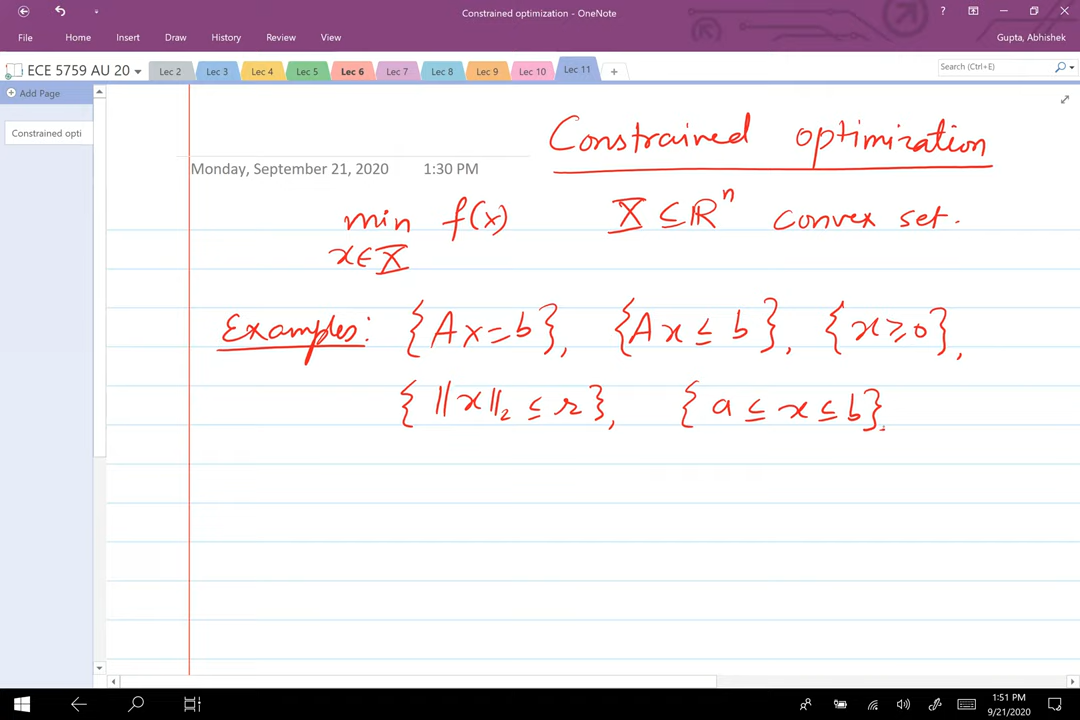 Constrained optimization - OneNote
?
File Home Insert Draw History Review View
Gupta, Abhishek
ECE 5759 AU 20
Lec 2 Lec 3 Lec 4 Lec 5 Lec 6 Lec 7 Lec 8 Lec 9 Lec 10 Lec 11 +
Search (Ctrl+E)
Add Page
Constrained opti
Constrained optimization
Monday, September 21, 2020 1:30 PM
min f(x) X ⊆ ℝⁿ convex set.
x∈X
Examples: {Ax=b}, {Ax ≤ b}, {x≥0},
{‖x‖₂ ≤ r}, {a ≤ x ≤ b}.
1:51 PM
9/21/2020